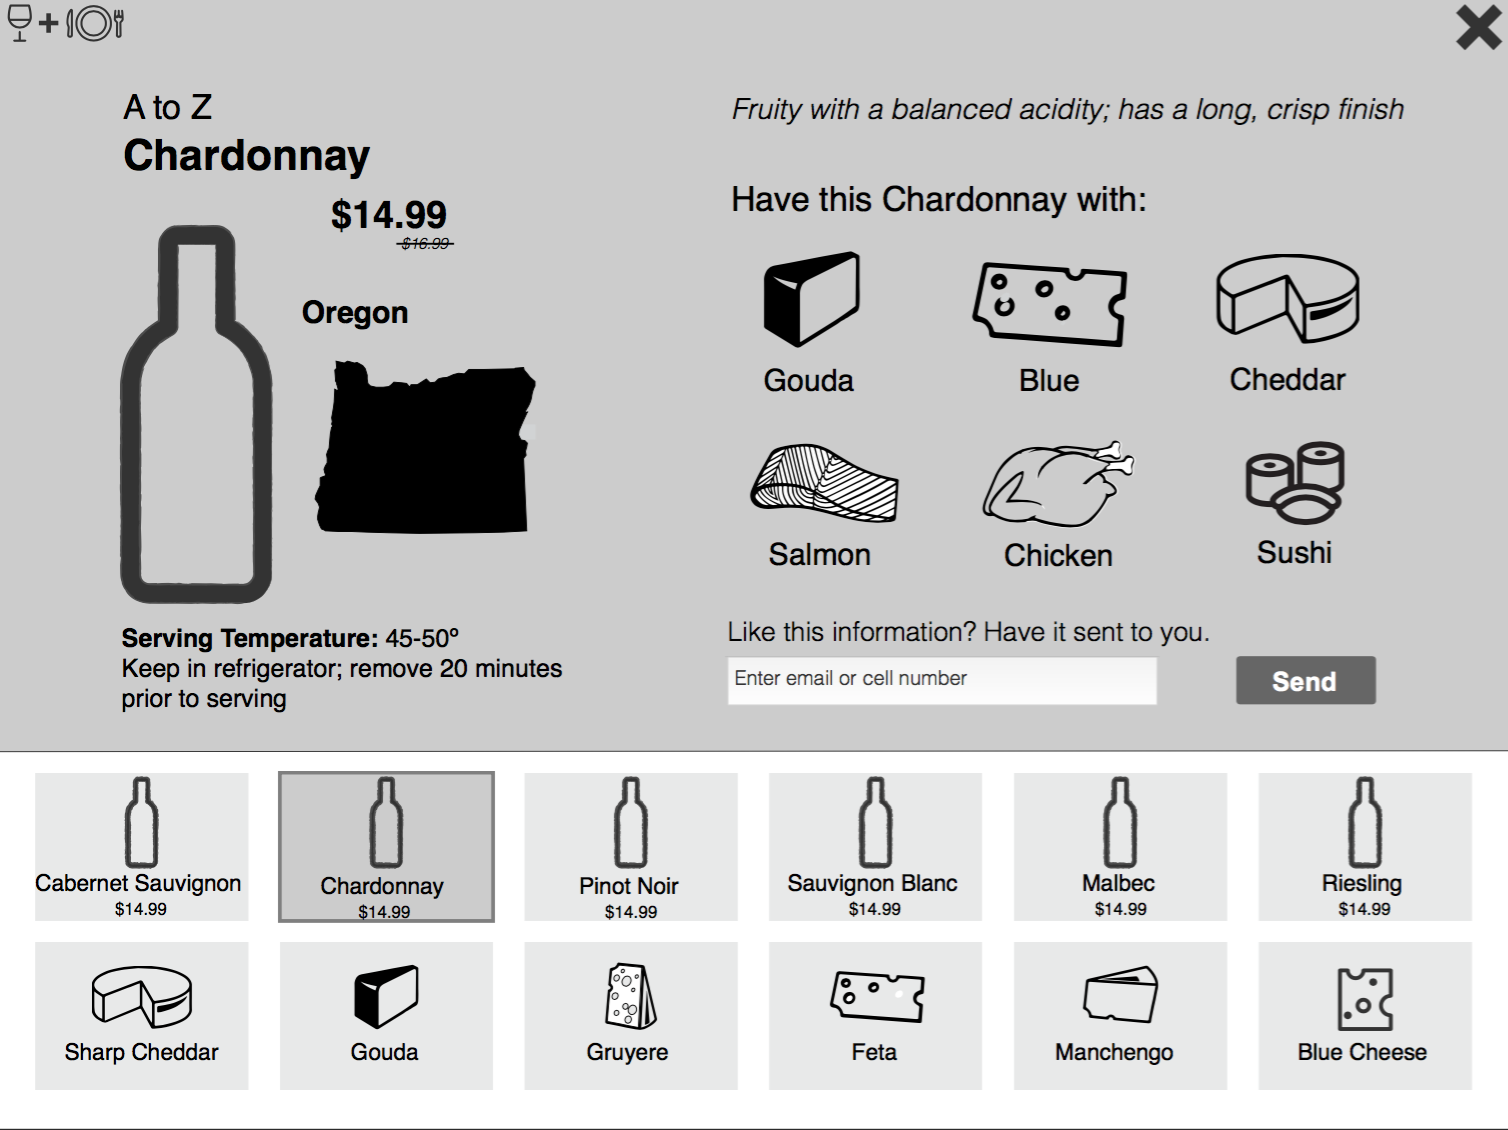 A to Z
Chardonnay
$14.99
$16.99
Oregon
Serving Temperature: 45-50º
Keep in refrigerator; remove 20 minutes
prior to serving
Fruity with a balanced acidity; has a long, crisp finish
Have this Chardonnay with:
Gouda
Blue
Cheddar
Salmon
Chicken
Sushi
Like this information? Have it sent to you.
Enter email or cell number
Send
Cabernet Sauvignon
$14.99
Chardonnay
$14.99
Pinot Noir
$14.99
Sauvignon Blanc
$14.99
Malbec
$14.99
Riesling
$14.99
Sharp Cheddar
Gouda
Gruyere
Feta
Manchengo
Blue Cheese